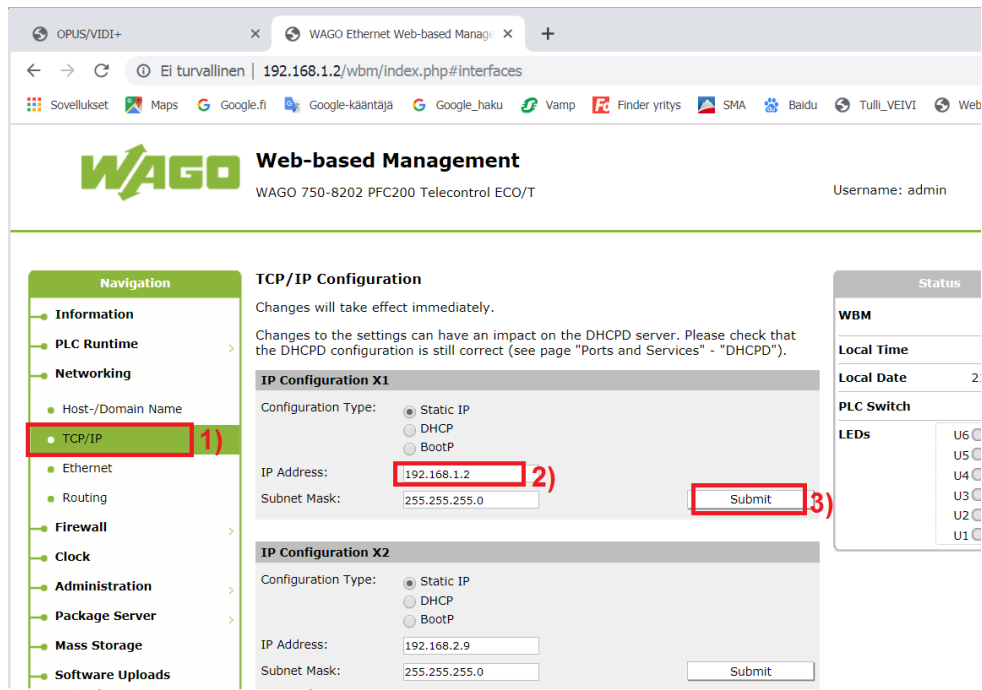 OPUS/VIDI+
WAGO Ethernet Web-based Manage
Ei turvallinen | 192.168.1.2/wbm/index.php#interfaces
Sovellukset Maps Google.fi Google-kääntäjä Google_haku Vamp Finder yritys SMA Baidu Tulli_VEIVI Web
WAGO
Web-based Management
WAGO 750-8202 PFC200 Telecontrol ECO/T
Username: admin
Navigation
Information
PLC Runtime
Networking
Host-/Domain Name
TCP/IP 1)
Ethernet
Routing
Firewall
Clock
Administration
Package Server
Mass Storage
Software Uploads
TCP/IP Configuration
Changes will take effect immediately.
Changes to the settings can have an impact on the DHCPD server. Please check that
the DHCPD configuration is still correct (see page "Ports and Services" - "DHCPD").
IP Configuration X1
Configuration Type: Static IP
DHCP
BootP
IP Address: 192.168.1.2 2)
Subnet Mask: 255.255.255.0 Submit 3)
IP Configuration X2
Configuration Type: Static IP
DHCP
BootP
IP Address: 192.168.2.9
Subnet Mask: 255.255.255.0 Submit
Status
WBM
Local Time
Local Date 2
PLC Switch
LEDs U6
U5
U4
U3
U2
U1